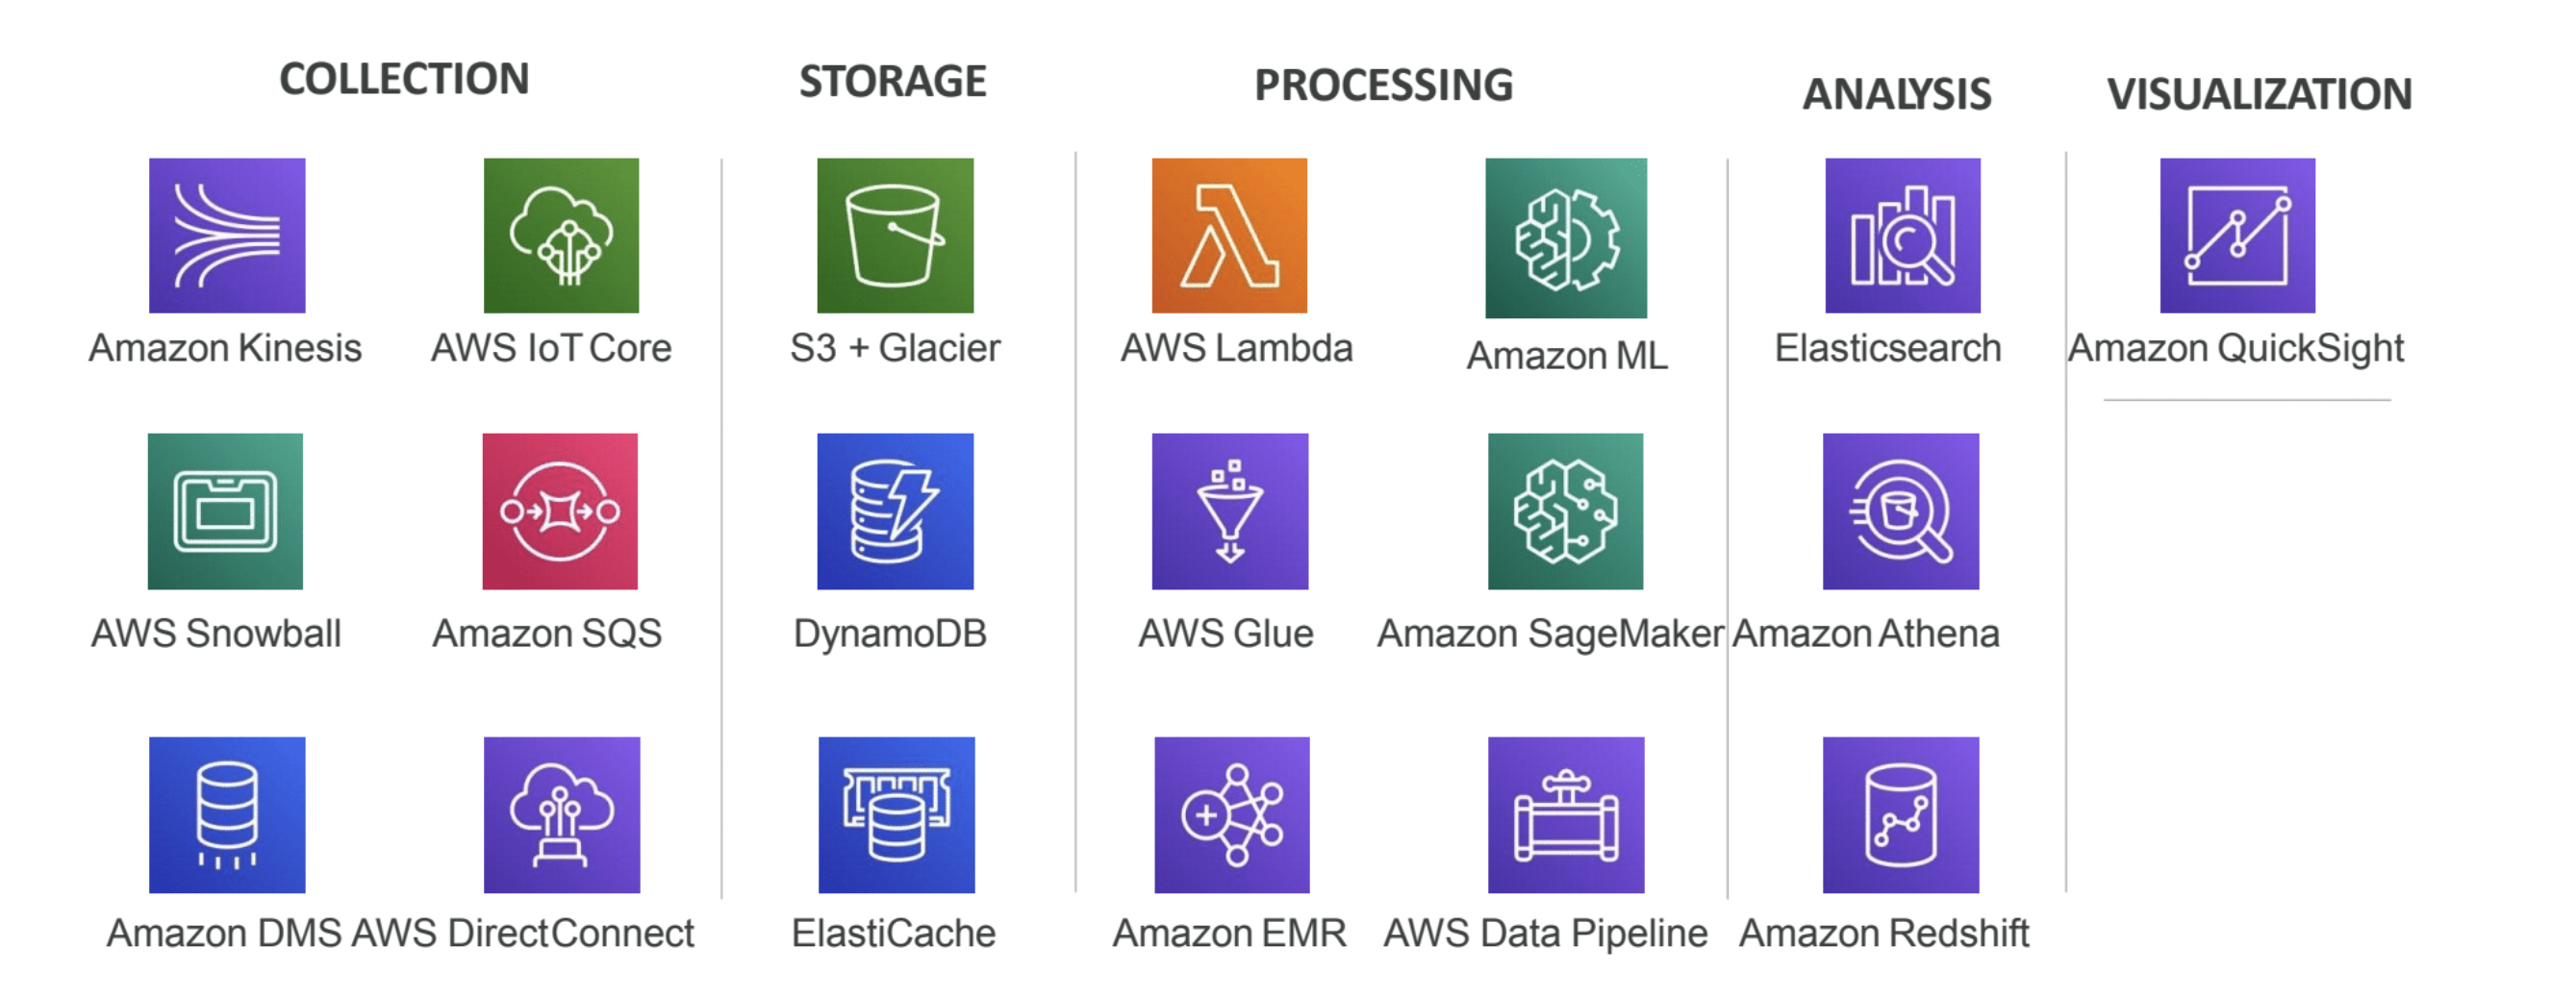 COLLECTION
STORAGE
PROCESSING
ANALYSIS
VISUALIZATION
Amazon Kinesis
AWS IoT Core
S3 + Glacier
AWS Lambda
Amazon ML
Elasticsearch
Amazon QuickSight
AWS Snowball
Amazon SQS
DynamoDB
AWS Glue
Amazon SageMaker
Amazon Athena
Amazon DMS
AWS DirectConnect
ElastiCache
Amazon EMR
AWS Data Pipeline
Amazon Redshift